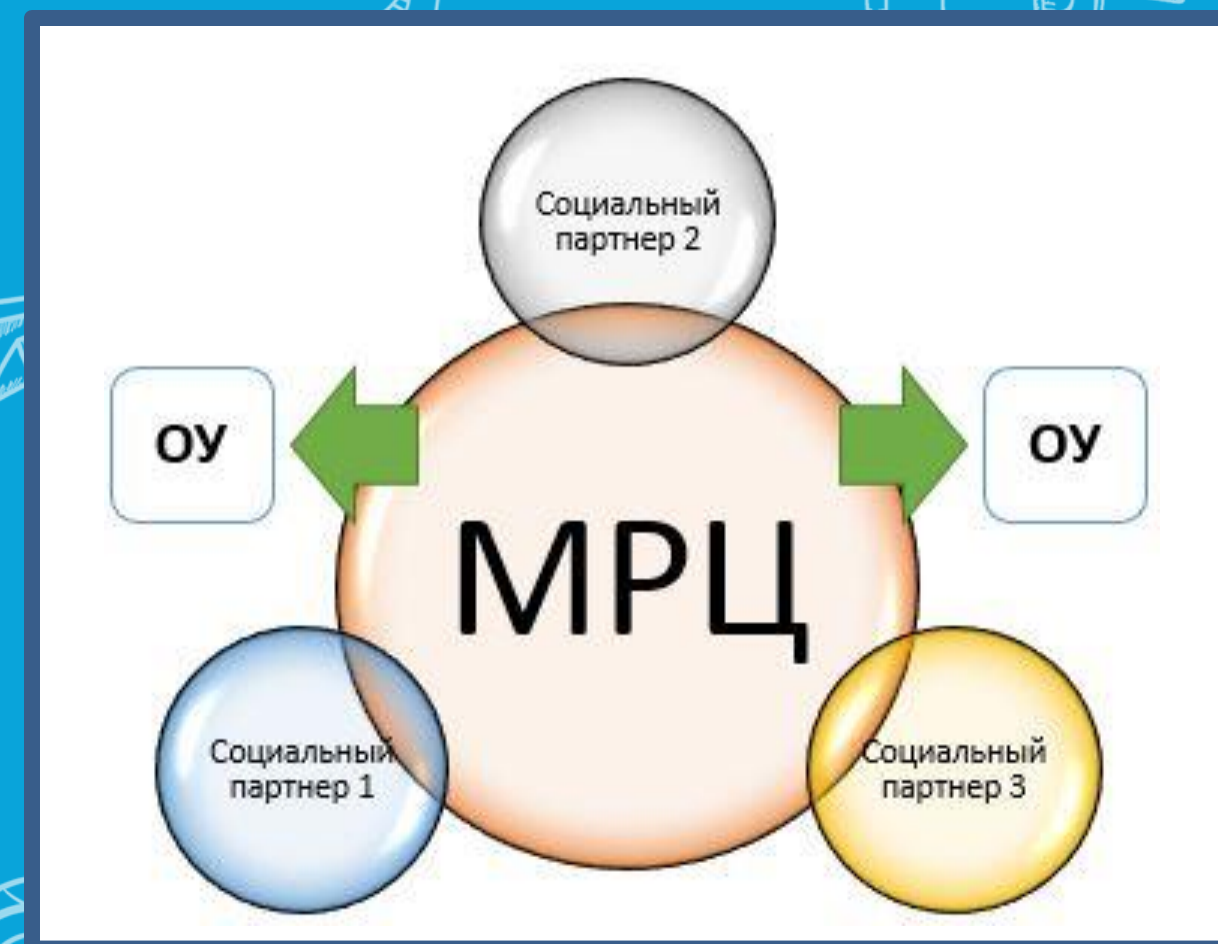 Социальный
партнер 2
ОУ
ОУ
МРЦ
Социальный
партнер 1
Социальный
партнер 3